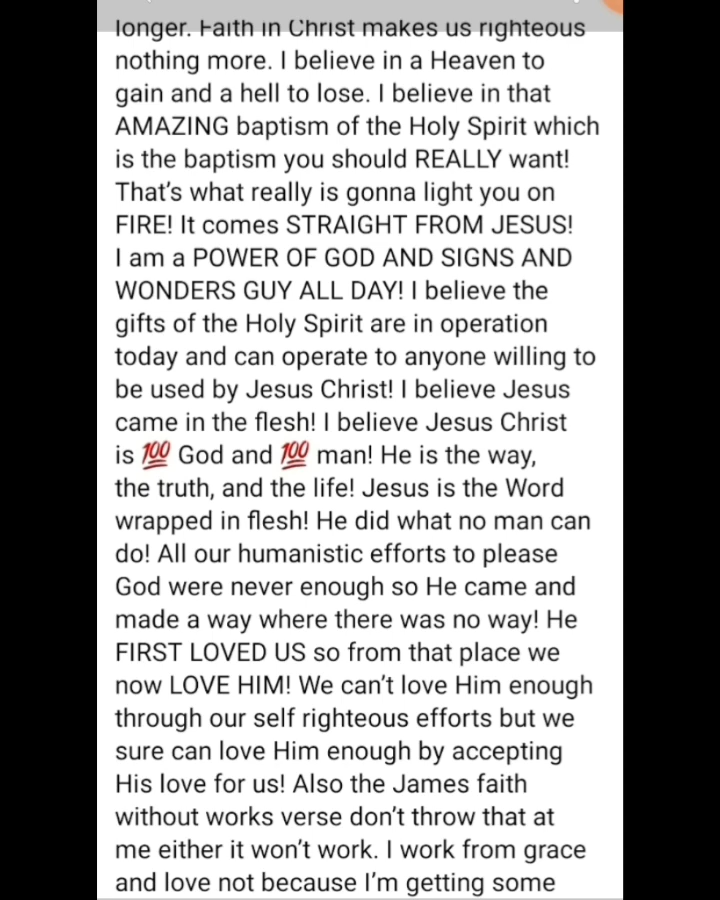 longer. Faith in Christ makes us righteous
nothing more. I believe in a Heaven to
gain and a hell to lose. I believe in that
AMAZING baptism of the Holy Spirit which
is the baptism you should REALLY want!
That's what really is gonna light you on
FIRE! It comes STRAIGHT FROM JESUS!
I am a POWER OF GOD AND SIGNS AND
WONDERS GUY ALL DAY! I believe the
gifts of the Holy Spirit are in operation
today and can operate to anyone willing to
be used by Jesus Christ! I believe Jesus
came in the flesh! I believe Jesus Christ
is 💯 God and 💯 man! He is the way,
the truth, and the life! Jesus is the Word
wrapped in flesh! He did what no man can
do! All our humanistic efforts to please
God were never enough so He came and
made a way where there was no way! He
FIRST LOVED US so from that place we
now LOVE HIM! We can't love Him enough
through our self righteous efforts but we
sure can love Him enough by accepting
His love for us! Also the James faith
without works verse don't throw that at
me either it won't work. I work from grace
and love not because I'm getting some